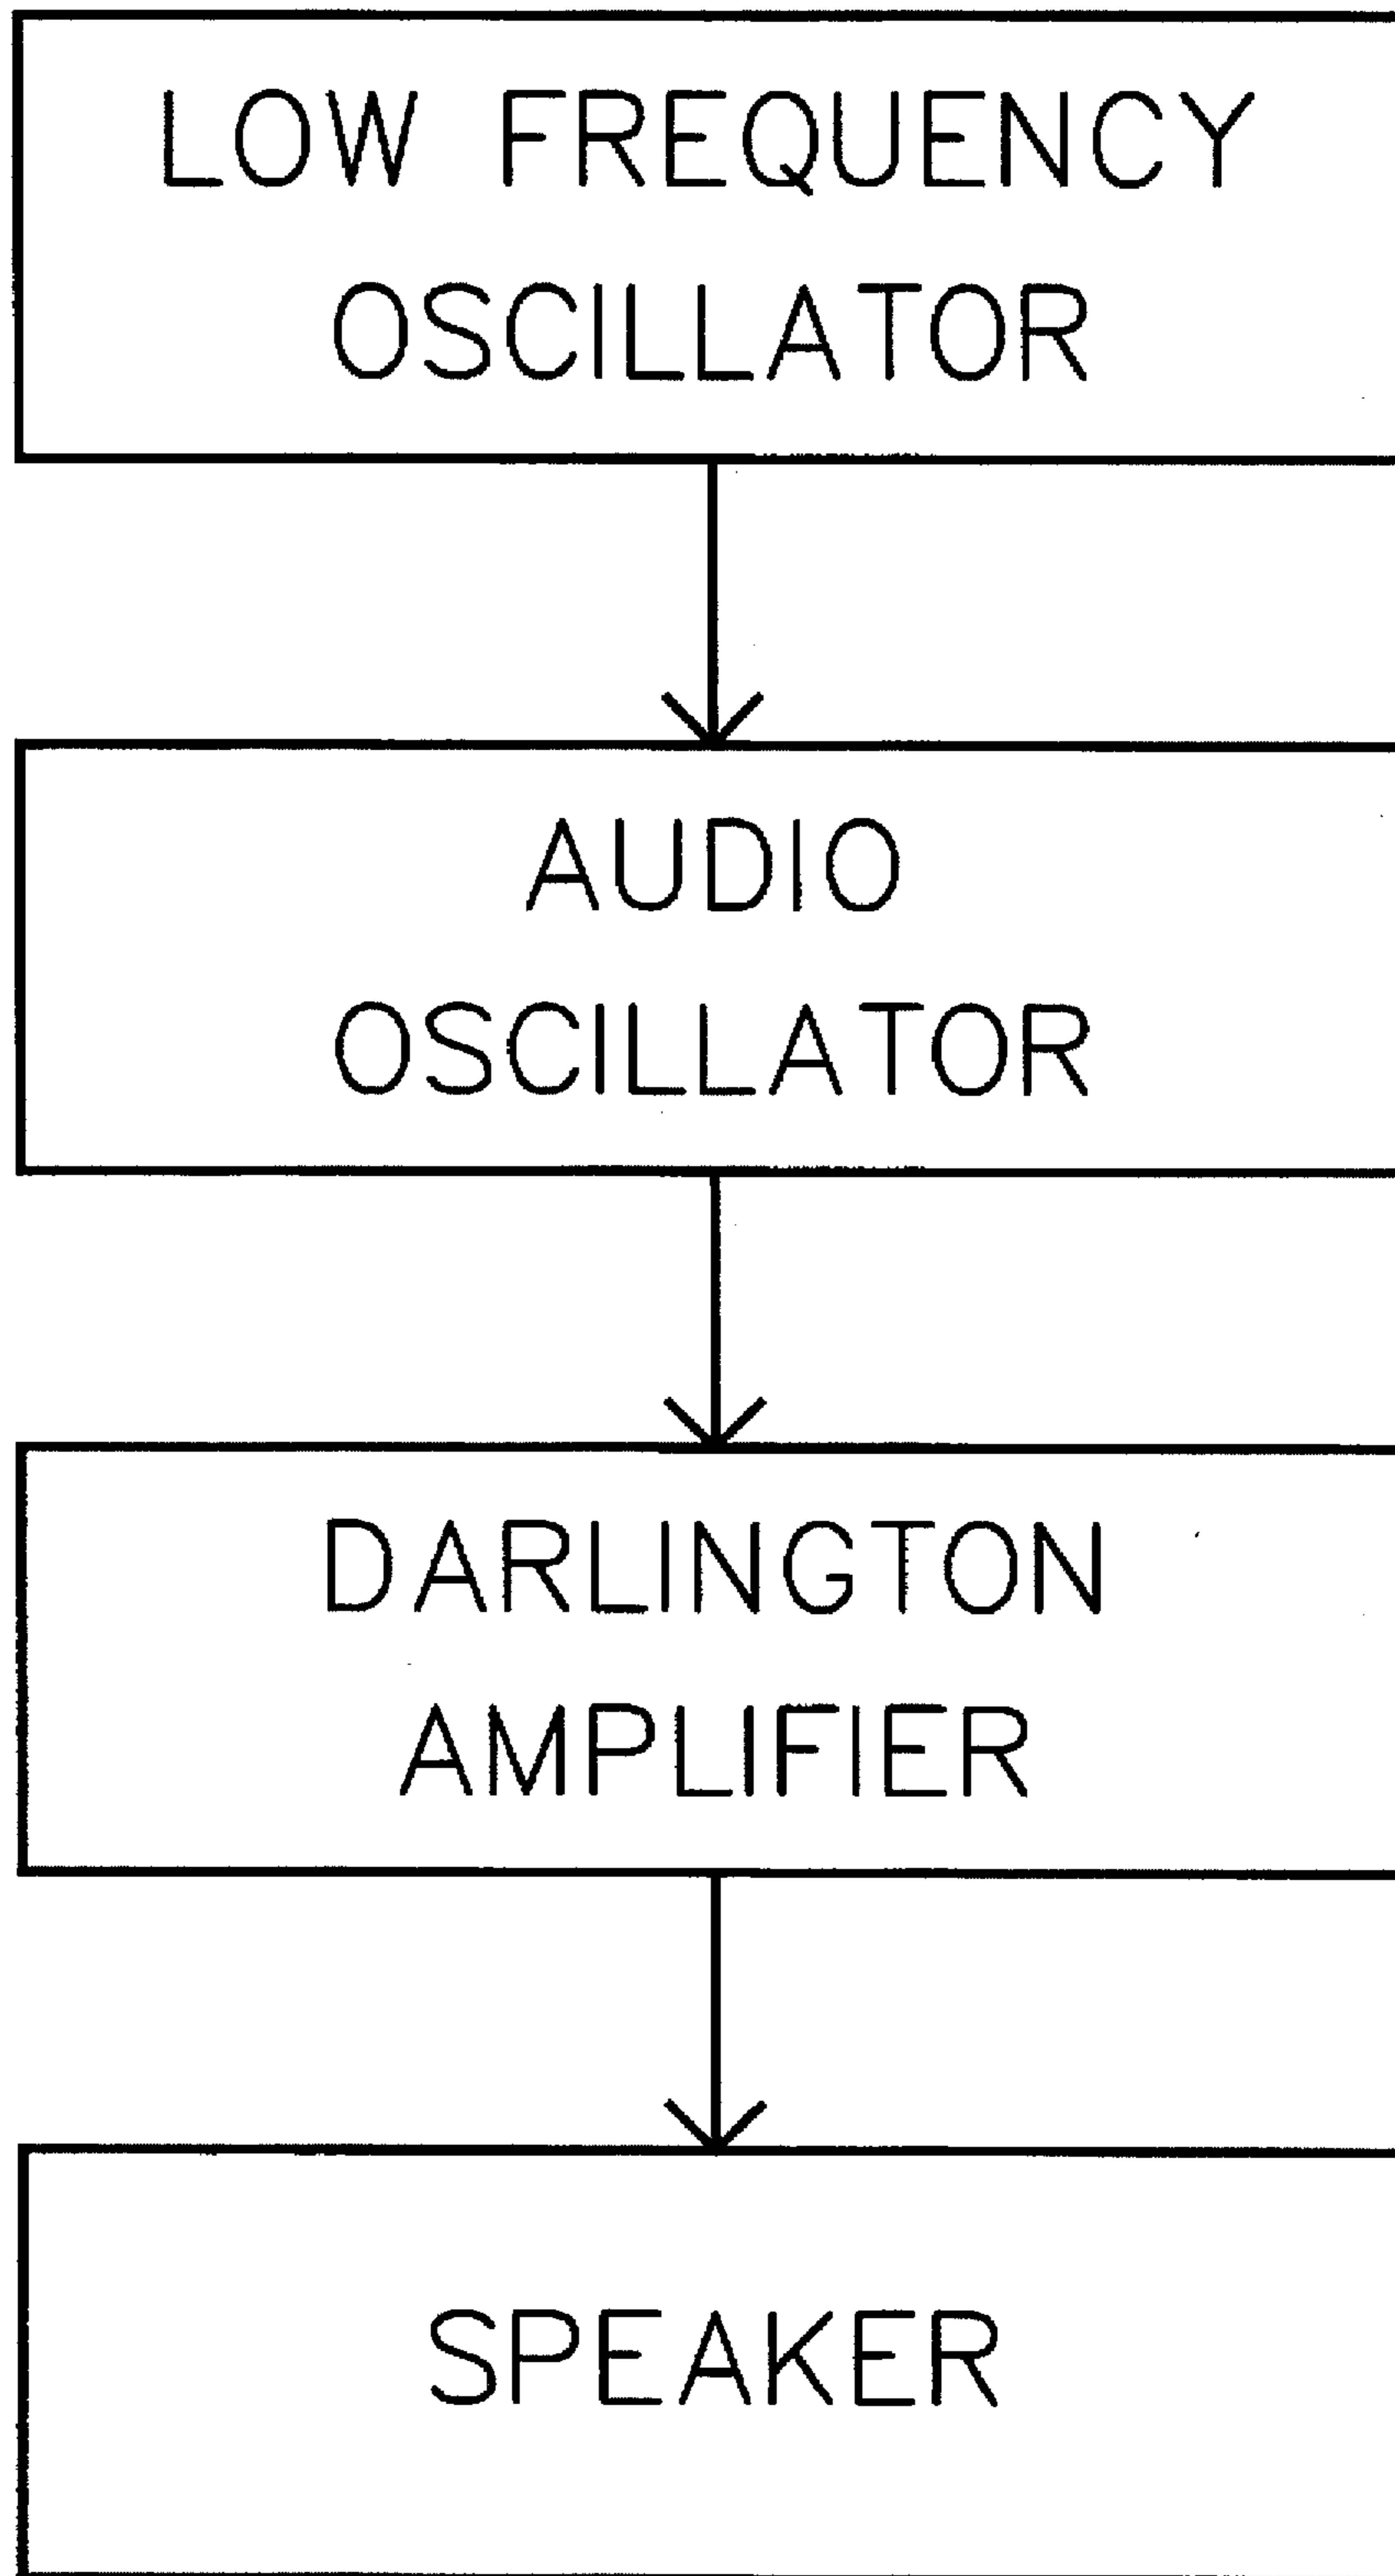 LOW FREQUENCY
OSCILLATOR
AUDIO
OSCILLATOR
DARLINGTON
AMPLIFIER
SPEAKER